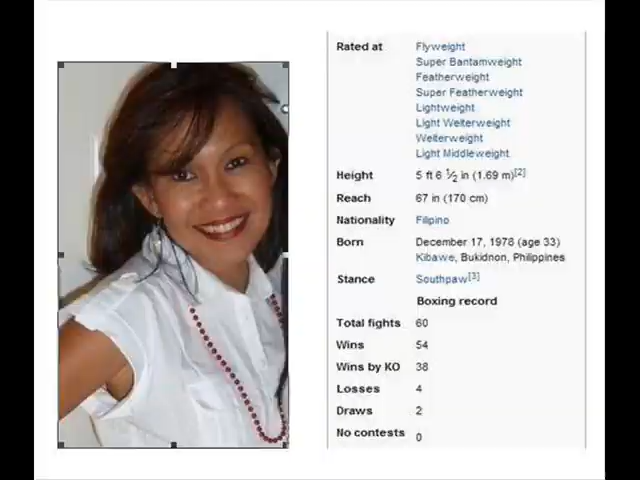 Rated at Flyweight
Super Bantamweight
Featherweight
Super Featherweight
Lightweight
Light Welterweight
Welterweight
Light Middleweight
Height 5 ft 6 1⁄2 in (1.69 m)[2]
Reach 67 in (170 cm)
Nationality Filipino
Born December 17, 1978 (age 33)
Kibawe, Bukidnon, Philippines
Stance Southpaw[3]
Boxing record
Total fights 60
Wins 54
Wins by KO 38
Losses 4
Draws 2
No contests 0